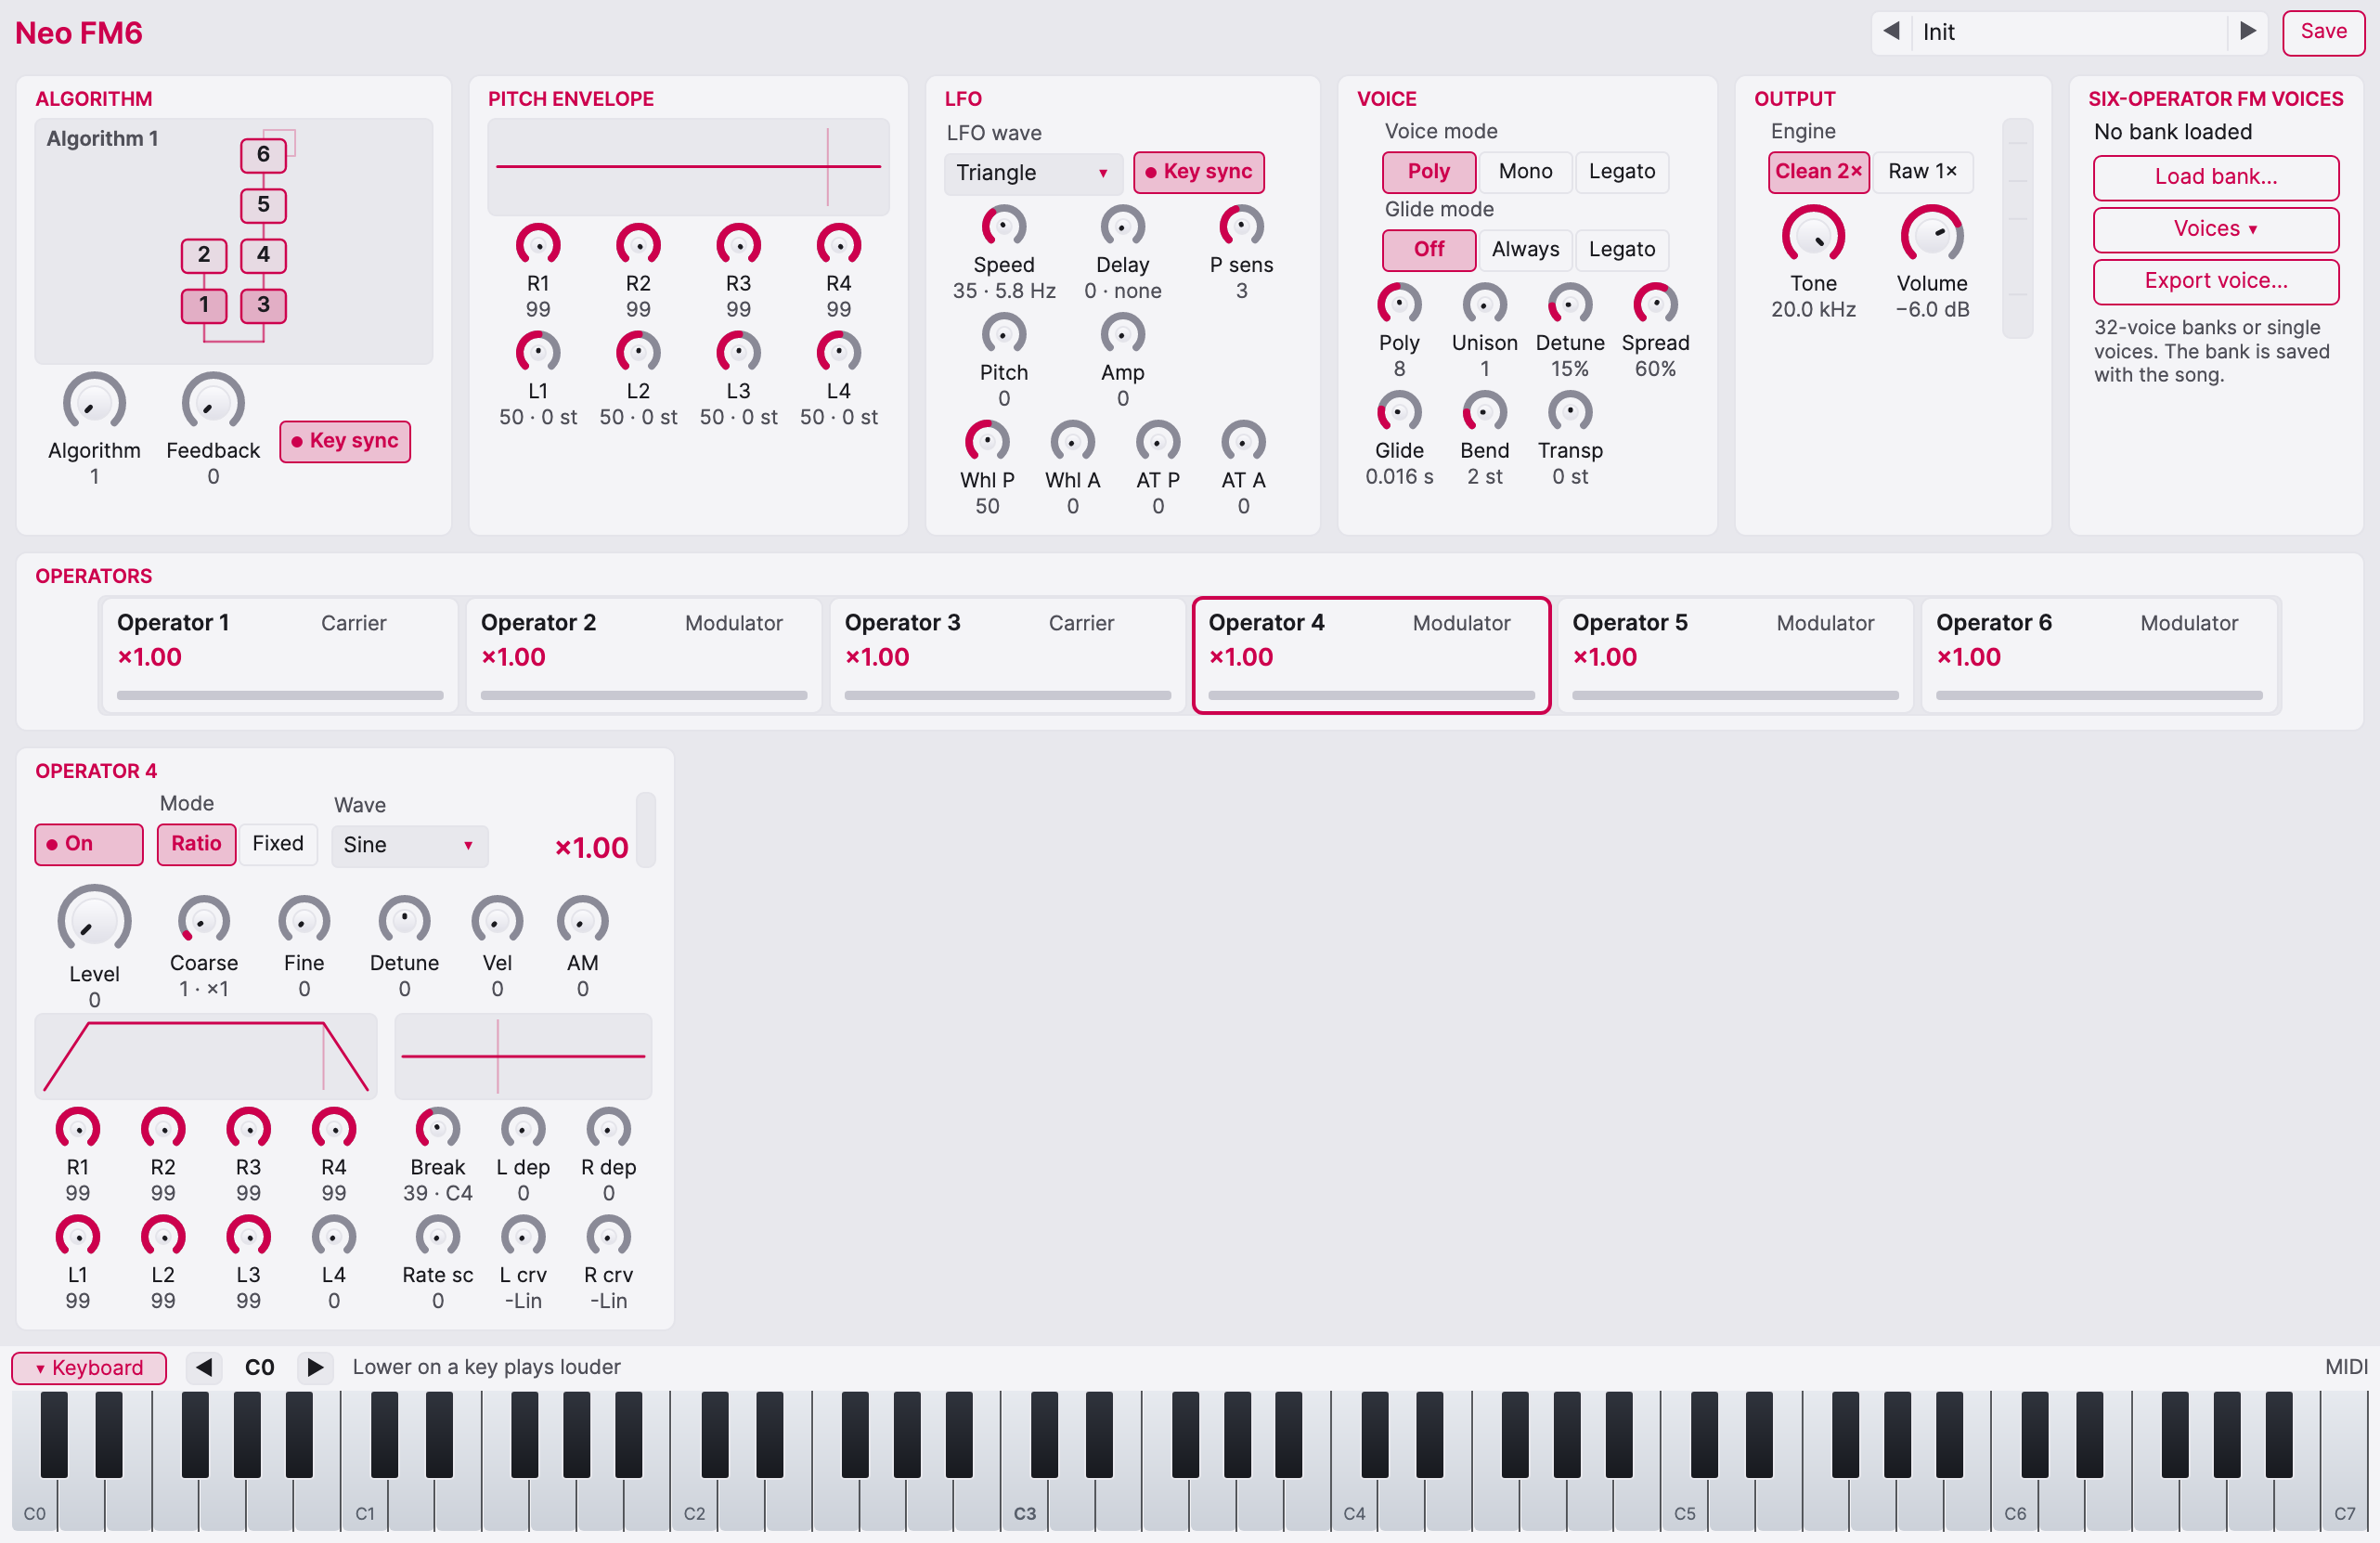 Neo FM6
Init
Save
ALGORITHM
Algorithm 1
6
5
2 4
1 3
Algorithm Feedback
1 0
Key sync
PITCH ENVELOPE
R1 R2 R3 R4
99 99 99 99
L1 L2 L3 L4
50 · 0 st 50 · 0 st 50 · 0 st 50 · 0 st
LFO
LFO wave
Triangle ▼ Key sync
Speed Delay P sens
35 · 5.8 Hz 0 · none 3
Pitch Amp
0 0
Whl P Whl A AT P AT A
50 0 0 0
VOICE
Voice mode
Poly Mono Legato
Glide mode
Off Always Legato
Poly Unison Detune Spread
8 1 15% 60%
Glide Bend Transp
0.016 s 2 st 0 st
OUTPUT
Engine
Clean 2× Raw 1×
Tone Volume
20.0 kHz −6.0 dB
SIX-OPERATOR FM VOICES
No bank loaded
Load bank...
Voices ▾
Export voice...
32-voice banks or single
voices. The bank is saved
with the song.
OPERATORS
Operator 1 Carrier
×1.00
Operator 2 Modulator
×1.00
Operator 3 Carrier
×1.00
Operator 4 Modulator
×1.00
Operator 5 Modulator
×1.00
Operator 6 Modulator
×1.00
OPERATOR 4
Mode Wave
On Ratio Fixed Sine ▼ ×1.00
Level Coarse Fine Detune Vel AM
0 1 · ×1 0 0 0 0
R1 R2 R3 R4 Break L dep R dep
99 99 99 99 39 · C4 0 0
L1 L2 L3 L4 Rate sc L crv R crv
99 99 99 0 0 -Lin -Lin
▾ Keyboard C0 Lower on a key plays louder MIDI
C0 C1 C2 C3 C4 C5 C6 C7